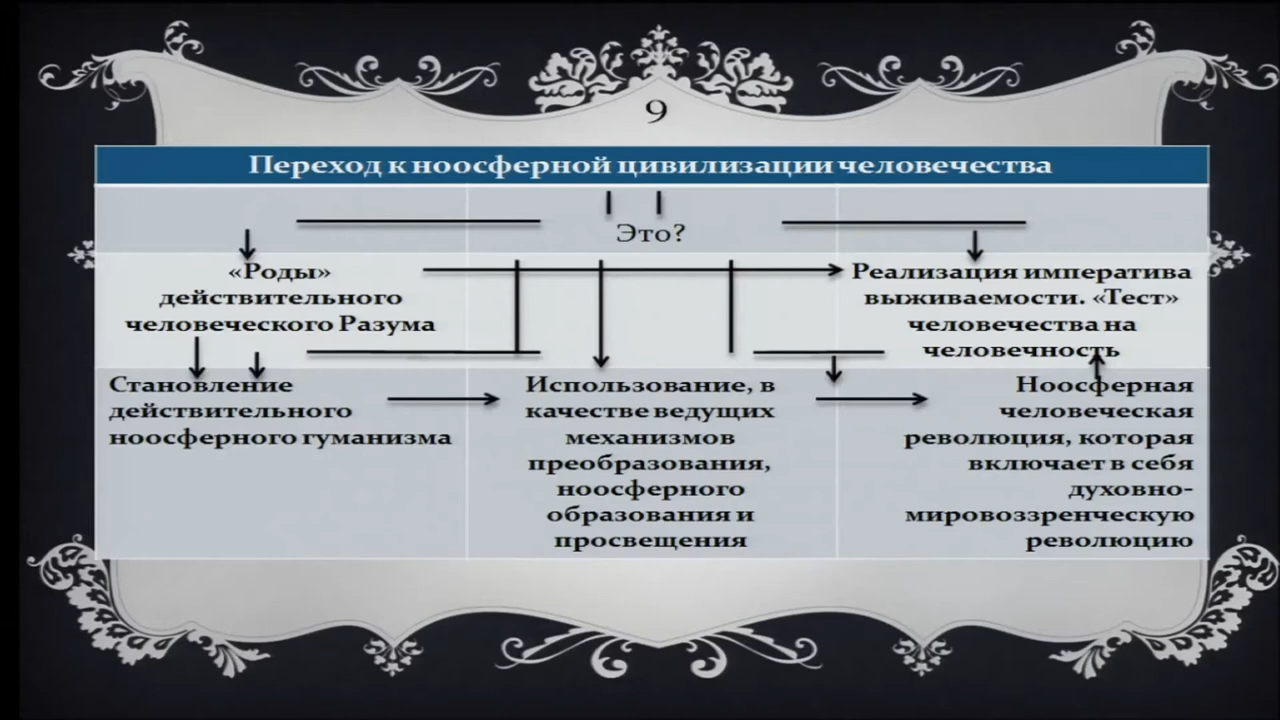 9
Переход к ноосферной цивилизации человечества
Это?
«Роды»
действительного
человеческого Разума
Реализация императива
выживаемости. «Тест»
человечества на
человечность
Становление
действительного
ноосферного гуманизма
Использование, в
качестве ведущих
механизмов
преобразования,
ноосферного
образования и
просвещения
Ноосферная
человеческая
революция, которая
включает в себя
духовно-
мировоззренческую
революцию